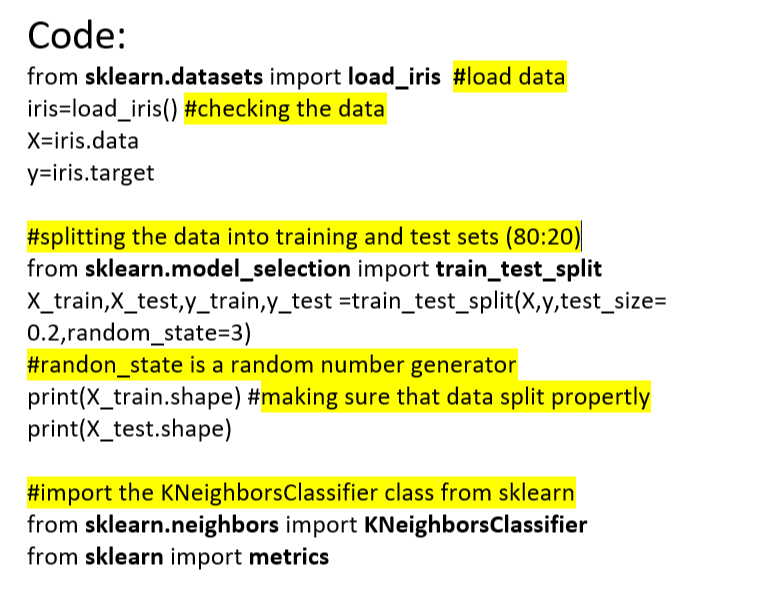 Code:
from sklearn.datasets import load_iris #load data
iris=load_iris() #checking the data
X=iris.data
y=iris.target
#splitting the data into training and test sets (80:20)
from sklearn.model_selection import train_test_split
X_train,X_test,y_train,y_test =train_test_split(X,y,test_size=
0.2,random_state=3)
#randon_state is a random number generator
print(X_train.shape) #making sure that data split propertly
print(X_test.shape)
#import the KNeighborsClassifier class from sklearn
from sklearn.neighbors import KNeighborsClassifier
from sklearn import metrics